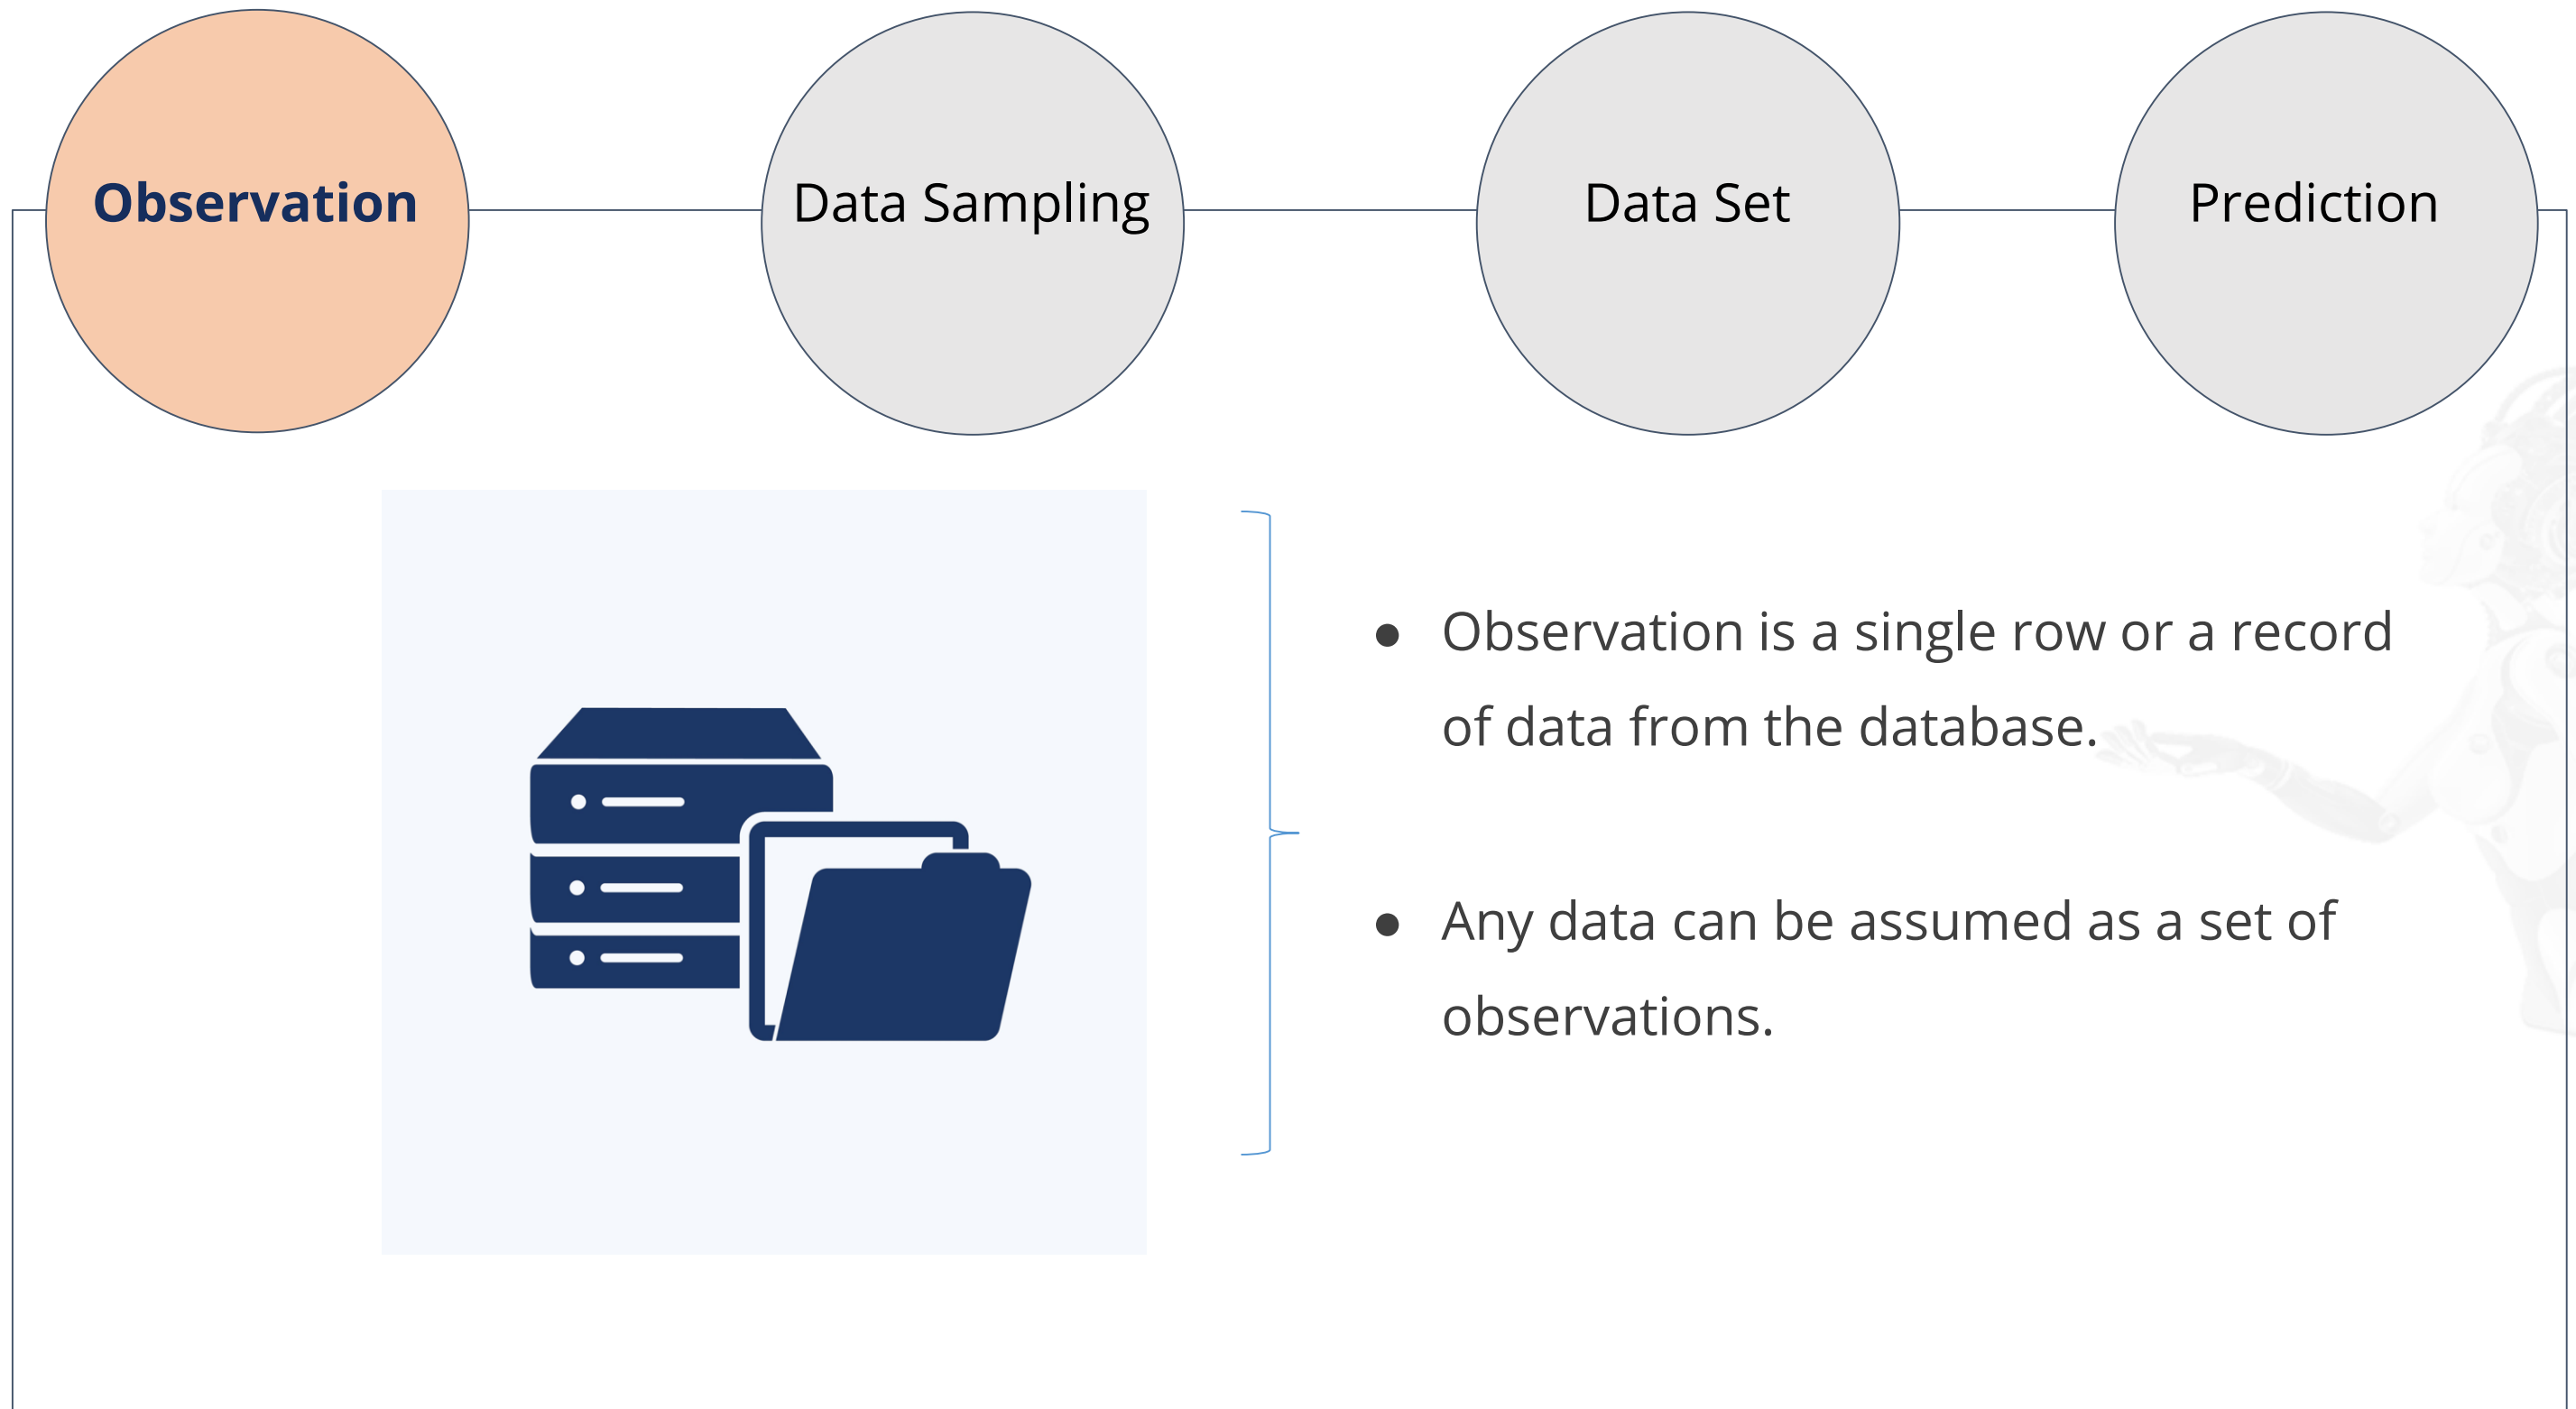 Observation
Data Sampling
Data Set
Prediction
● Observation is a single row or a record
of data from the database.
● Any data can be assumed as a set of
observations.